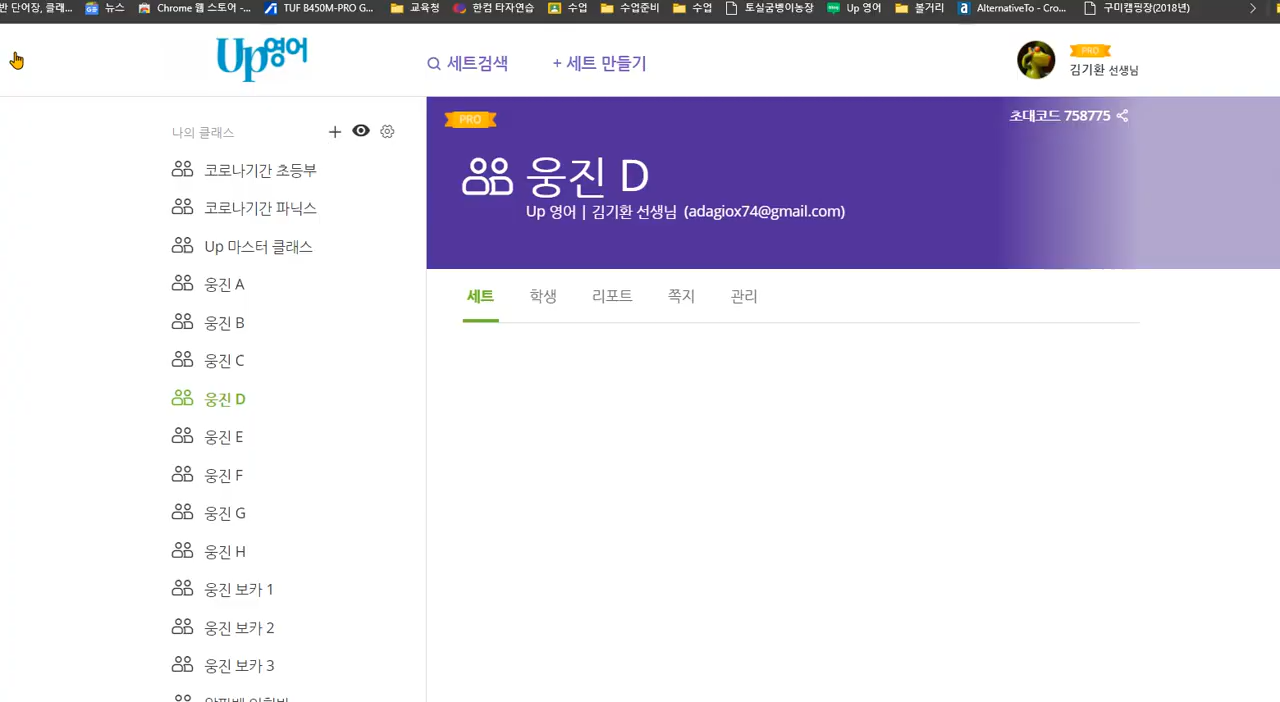 반 단어장, 클래... 뉴스 Chrome 웹 스토어 -... TUF B450M-PRO G... 교육청 한컴 타자연습 수업 수업준비 수업 토실굼벵이농장 Up 영어 볼거리 AlternativeTo - Cro... 구미캠핑장(2018년)
Up영어
세트검색
+ 세트 만들기
PRO
김기환 선생님
나의 클래스
코로나기간 초등부
코로나기간 파닉스
Up 마스터 클래스
웅진 A
웅진 B
웅진 C
웅진 D
웅진 E
웅진 F
웅진 G
웅진 H
웅진 보카 1
웅진 보카 2
웅진 보카 3
PRO
초대코드 758775
웅진 D
Up 영어 | 김기환 선생님 (adagiox74@gmail.com)
세트 학생 리포트 쪽지 관리